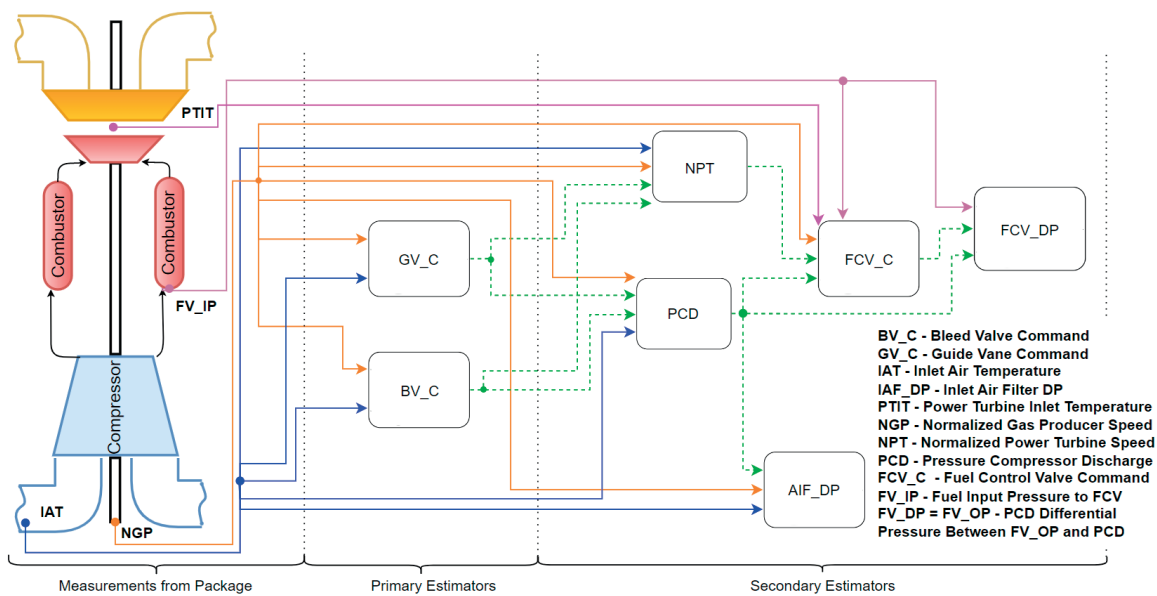 PTIT
Combustor
Combustor
FV_IP
Compressor
IAT
NGP
GV_C
BV_C
NPT
PCD
FCV_C
FCV_DP
AIF_DP
BV_C - Bleed Valve Command
GV_C - Guide Vane Command
IAT - Inlet Air Temperature
IAF_DP - Inlet Air Filter DP
PTIT - Power Turbine Inlet Temperature
NGP - Normalized Gas Producer Speed
NPT - Normalized Power Turbine Speed
PCD - Pressure Compressor Discharge
FCV_C - Fuel Control Valve Command
FV_IP - Fuel Input Pressure to FCV
FV_DP = FV_OP - PCD Differential
Pressure Between FV_OP and PCD
Measurements from Package
Primary Estimators
Secondary Estimators